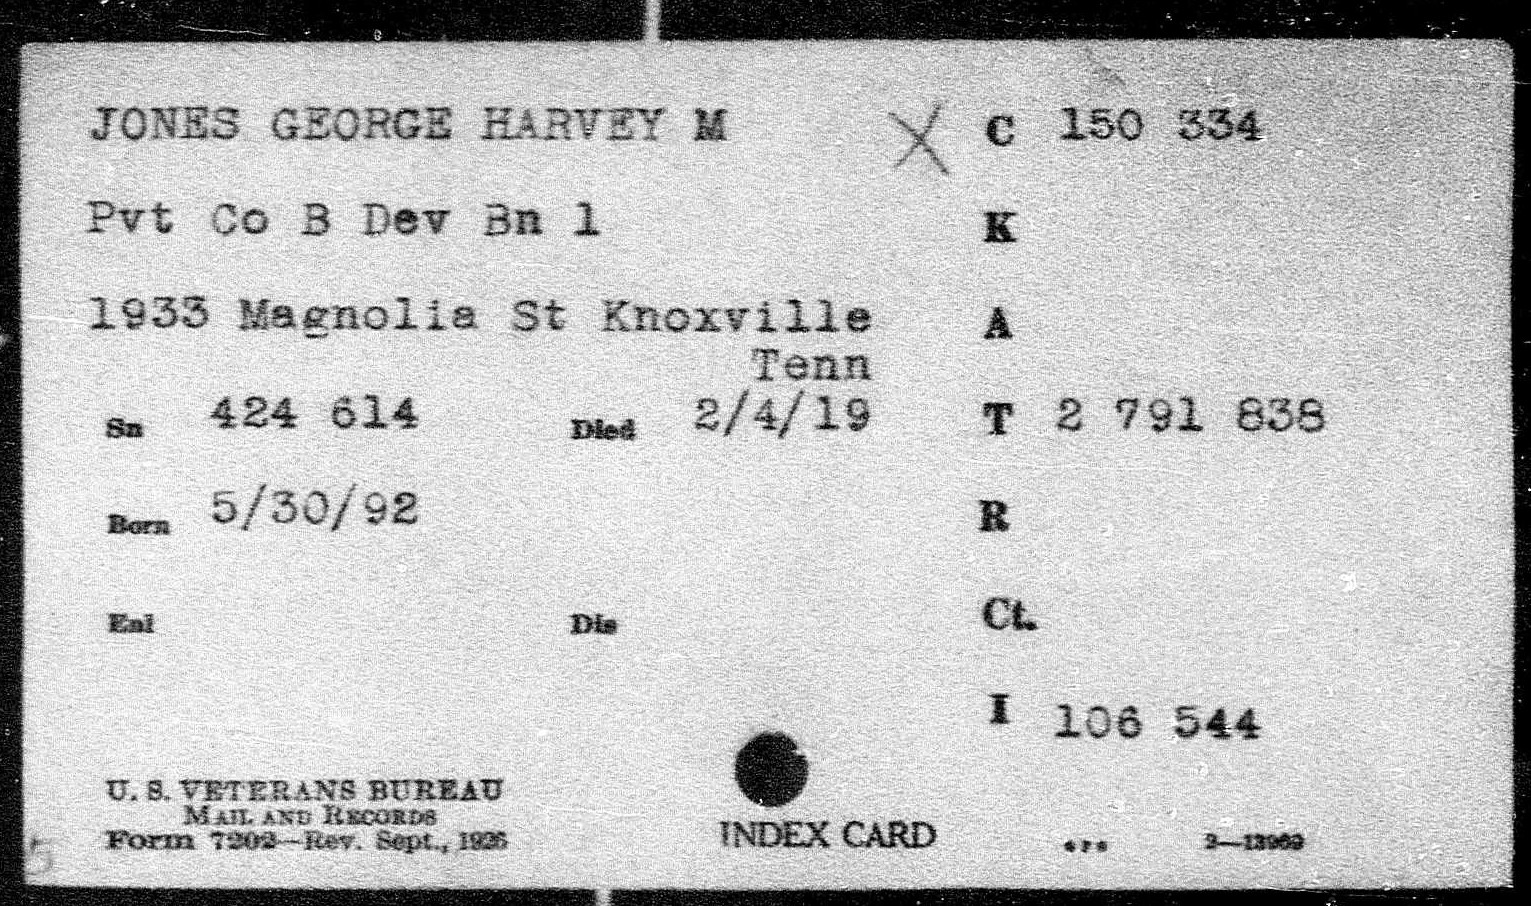 JONES GEORGE HARVEY M X C 150 334
Pvt Co B Dev Bn 1 K
1933 Magnolia St Knoxville A
Tenn
Sn 424 614 Died 2/4/19 T 2 791 838
Born 5/30/92 R
Enl Dis Ct.
I 106 544
U. S. VETERANS BUREAU
MAIL AND RECORDS
Form 7202—Rev. Sept., 1926
INDEX CARD
5